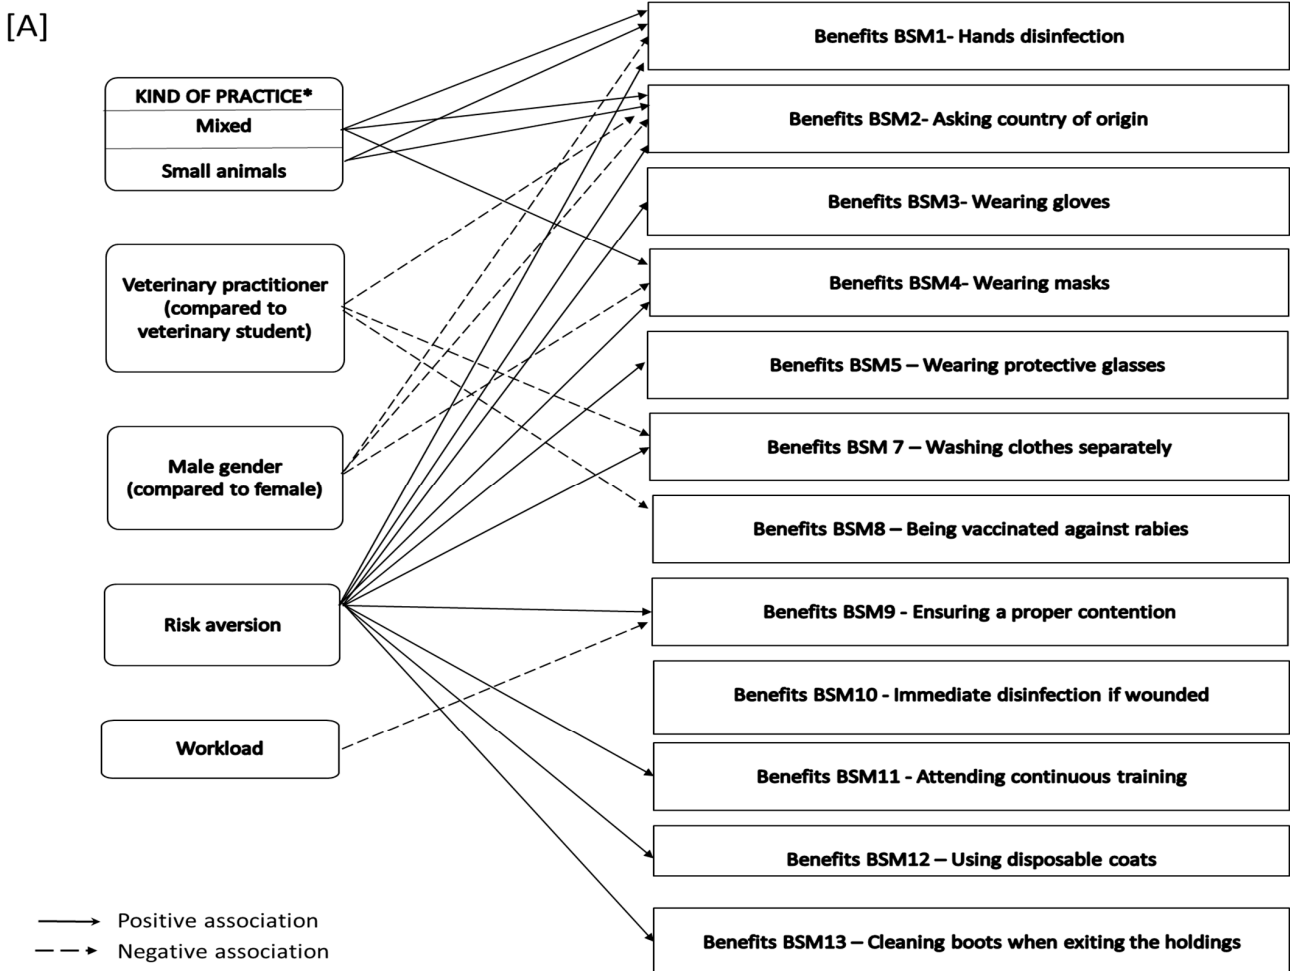 [A]
KIND OF PRACTICE*
Mixed
Small animals
Veterinary practitioner
(compared to
veterinary student)
Male gender
(compared to female)
Risk aversion
Workload
Benefits BSM1- Hands disinfection
Benefits BSM2- Asking country of origin
Benefits BSM3- Wearing gloves
Benefits BSM4- Wearing masks
Benefits BSM5 – Wearing protective glasses
Benefits BSM 7 – Washing clothes separately
Benefits BSM8 – Being vaccinated against rabies
Benefits BSM9 - Ensuring a proper contention
Benefits BSM10 - Immediate disinfection if wounded
Benefits BSM11 - Attending continuous training
Benefits BSM12 – Using disposable coats
Benefits BSM13 – Cleaning boots when exiting the holdings
Positive association
Negative association